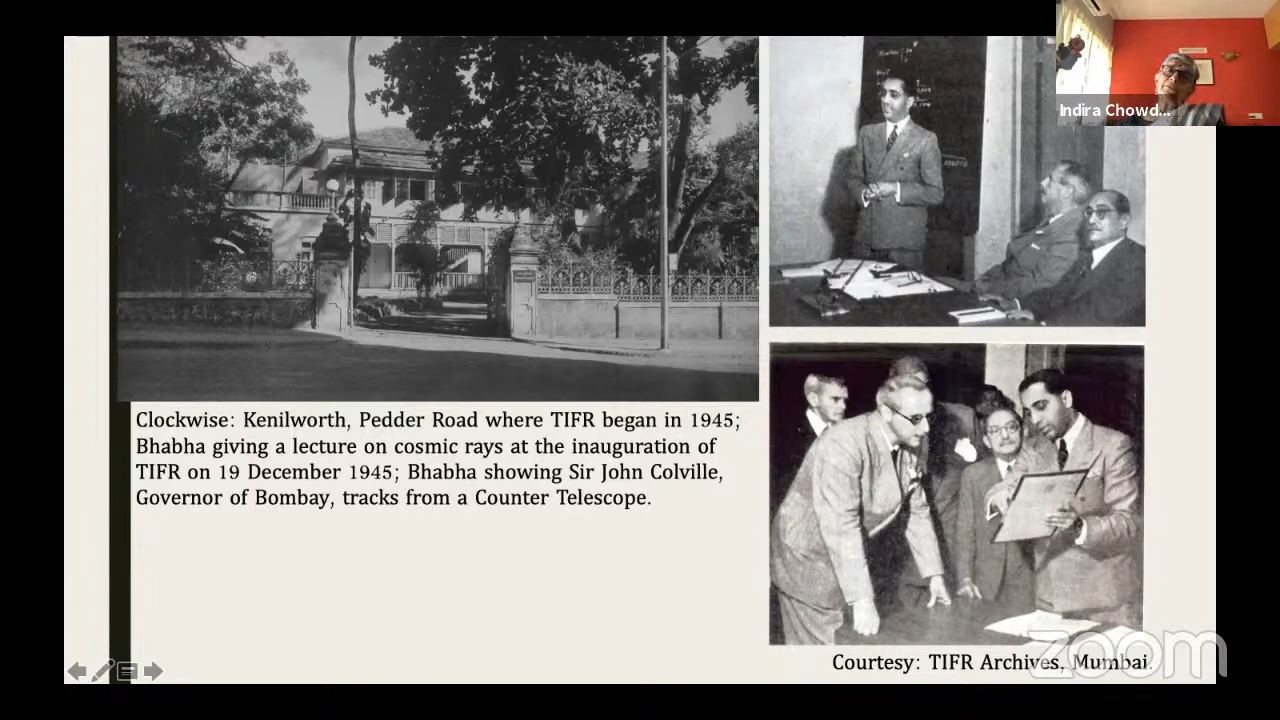 Indira Chowd...
Clockwise: Kenilworth, Pedder Road where TIFR began in 1945;
Bhabha giving a lecture on cosmic rays at the inauguration of
TIFR on 19 December 1945; Bhabha showing Sir John Colville,
Governor of Bombay, tracks from a Counter Telescope.
Courtesy: TIFR Archives, Mumbai.
zoom